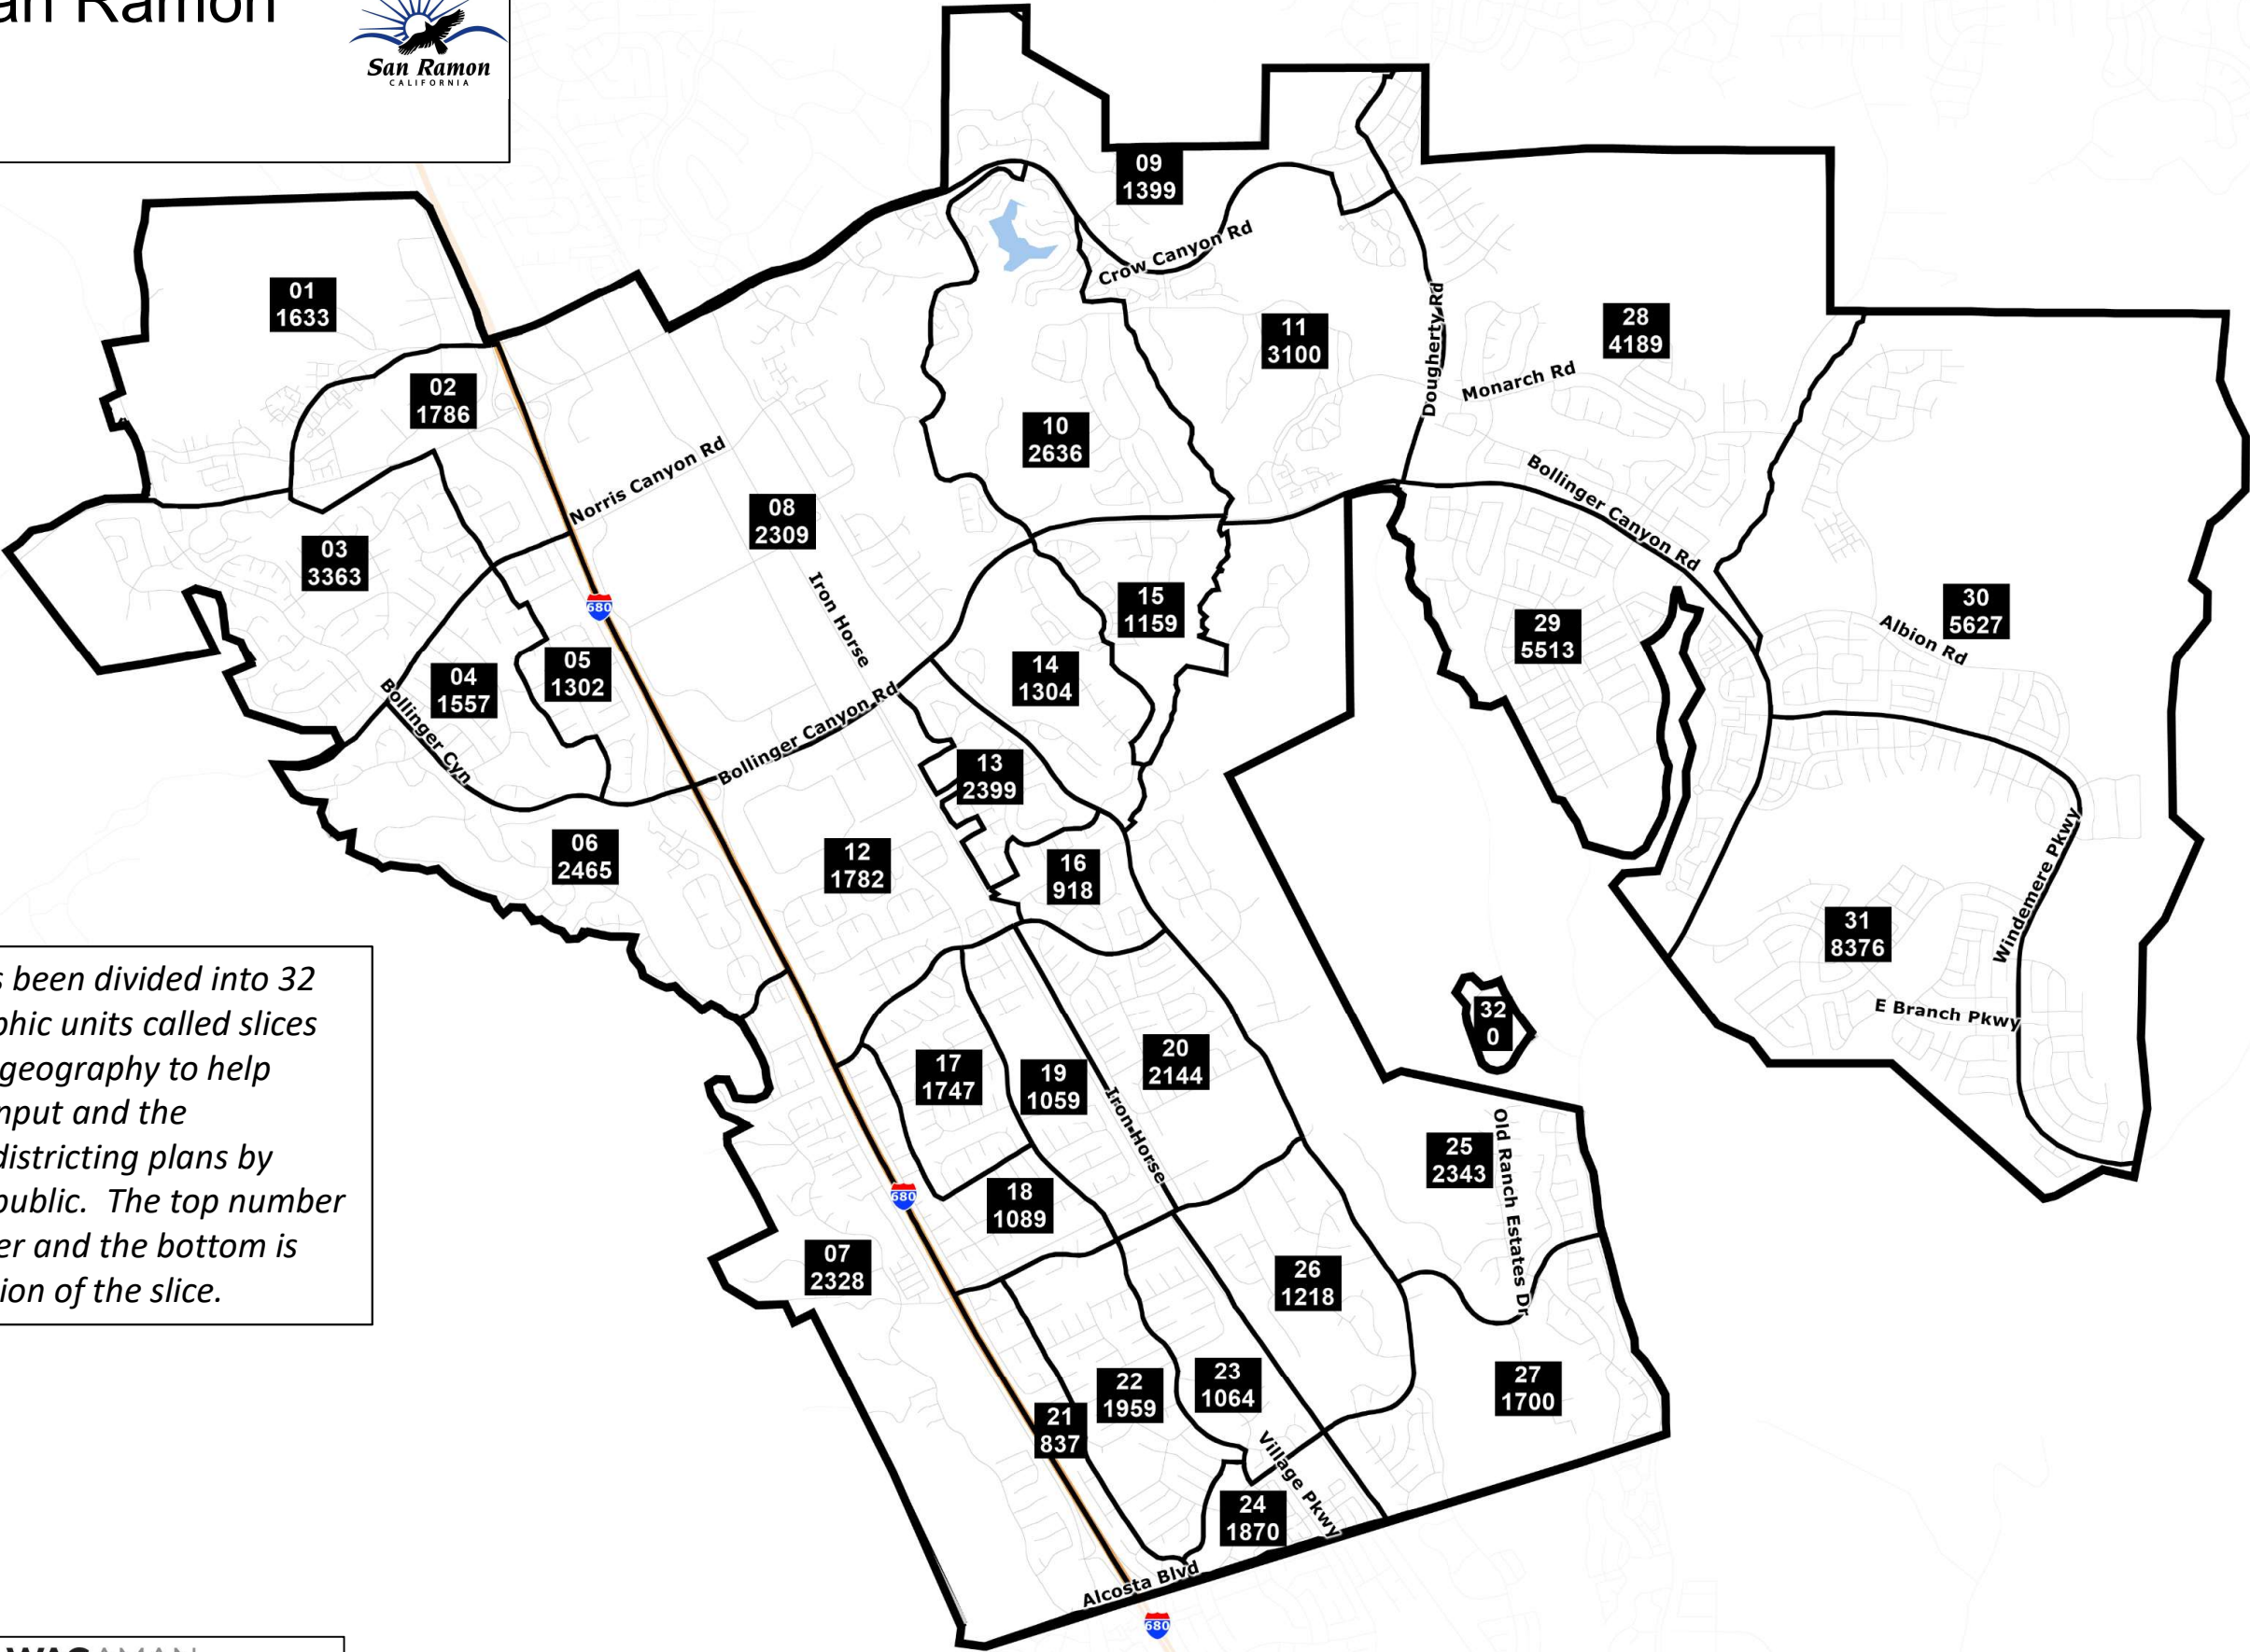 an Ramon
San Ramon
CALIFORNIA
09
1399
Crow Canyon Rd
01
1633
28
4189
11
3100
Dougherty Rd
Monarch Rd
02
1786
10
2636
Norris Canyon Rd
08
2309
Bollinger Canyon Rd
03
3363
Iron Horse
680
15
1159
29
5513
30
5627
Albion Rd
04
1557
05
1302
14
1304
Bollinger Cyn
Bollinger Canyon Rd
13
2399
06
2465
12
1782
16
918
31
8376
Windemere Pkwy
E Branch Pkwy
32
0
s been divided into 32
phic units called slices
geography to help
nput and the
districting plans by
public. The top number
er and the bottom is
ion of the slice.
17
1747
19
1059
20
2144
Iron Horse
25
2343
Old Ranch Estates Dr
680
18
1089
07
2328
26
1218
21
837
22
1959
23
1064
27
1700
Village Pkwy
24
1870
Alcosta Blvd
680